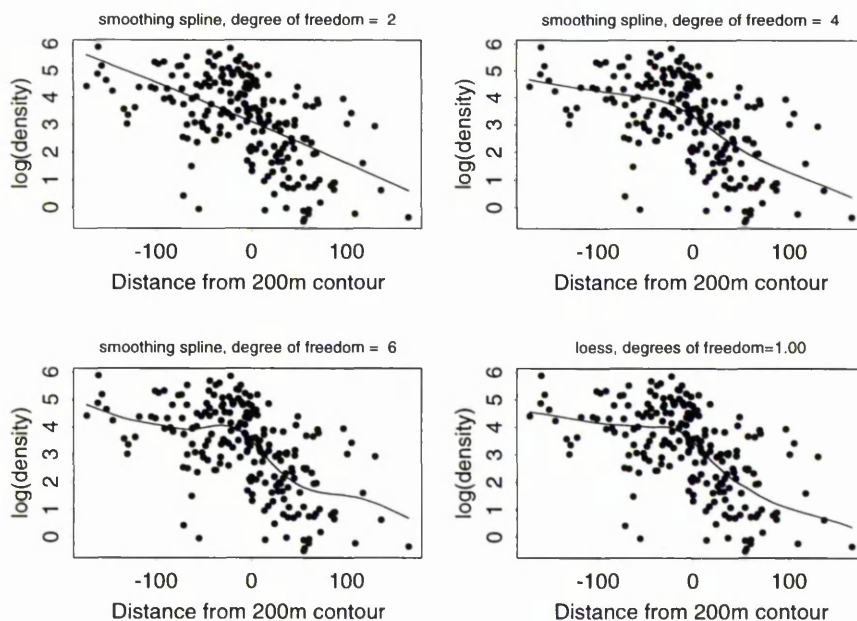 smoothing spline, degree of freedom = 2
log(density)
6
5
4
3
2
1
0
-100 0 100
Distance from 200m contour
smoothing spline, degree of freedom = 4
log(density)
6
5
4
3
2
1
0
-100 0 100
Distance from 200m contour
smoothing spline, degree of freedom = 6
log(density)
6
5
4
3
2
1
0
-100 0 100
Distance from 200m contour
loess, degrees of freedom=1.00
log(density)
6
5
4
3
2
1
0
-100 0 100
Distance from 200m contour